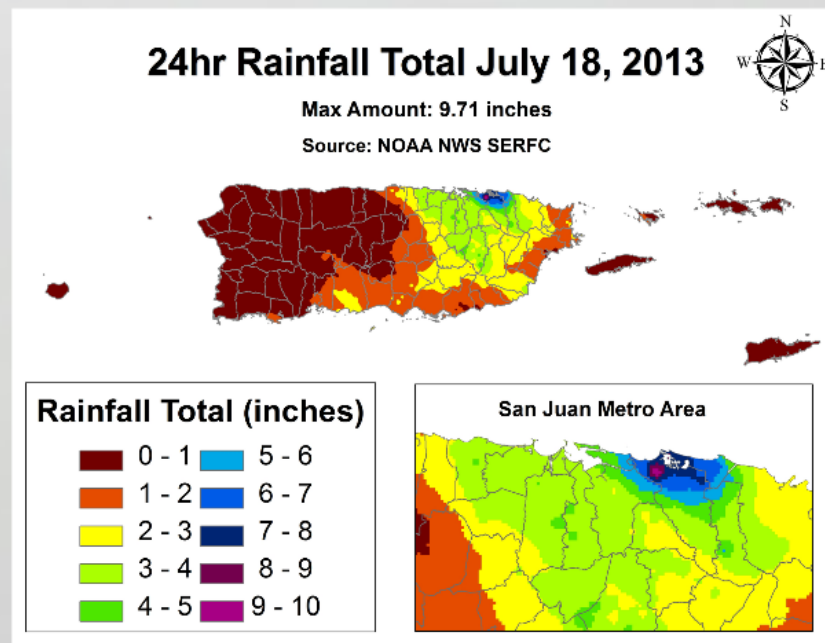 24hr Rainfall Total July 18, 2013
Max Amount: 9.71 inches
Source: NOAA NWS SERFC
N
W
E
S
Rainfall Total (inches)
0 - 1 5 - 6
1 - 2 6 - 7
2 - 3 7 - 8
3 - 4 8 - 9
4 - 5 9 - 10
San Juan Metro Area